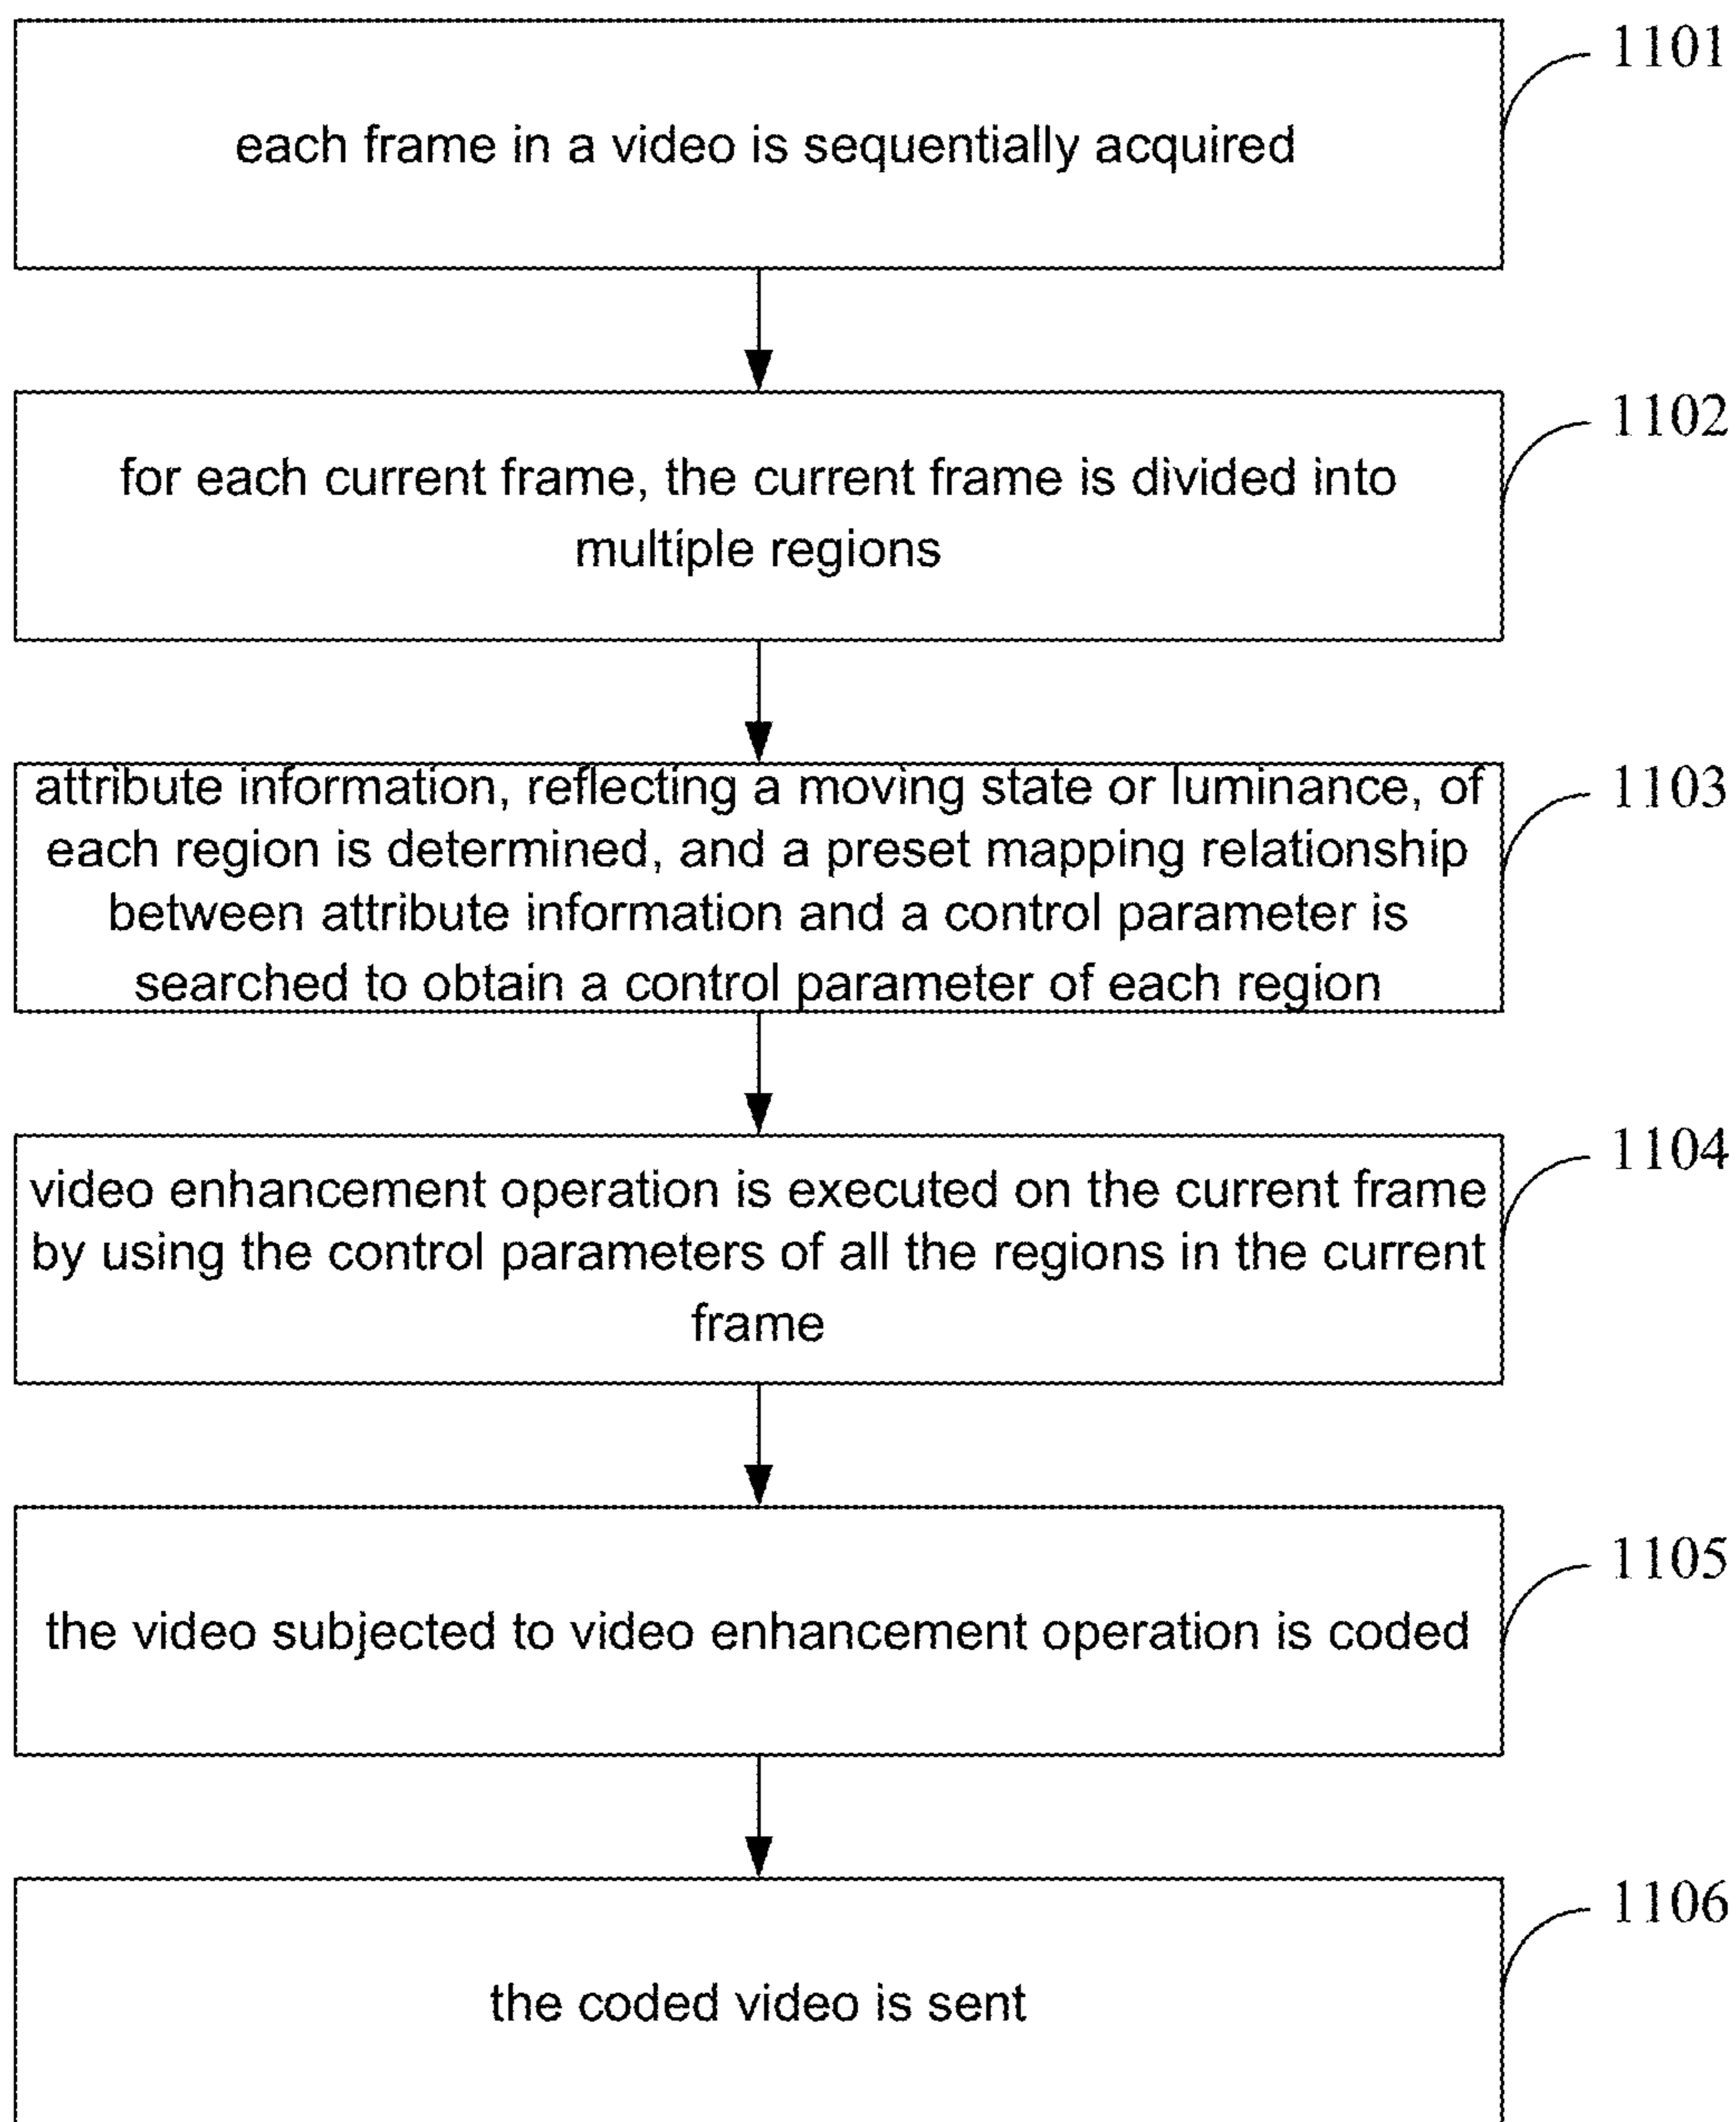 1101
each frame in a video is sequentially acquired
1102
for each current frame, the current frame is divided into
multiple regions
1103
attribute information, reflecting a moving state or luminance, of
each region is determined, and a preset mapping relationship
between attribute information and a control parameter is
searched to obtain a control parameter of each region
1104
video enhancement operation is executed on the current frame
by using the control parameters of all the regions in the current
frame
1105
the video subjected to video enhancement operation is coded
1106
the coded video is sent